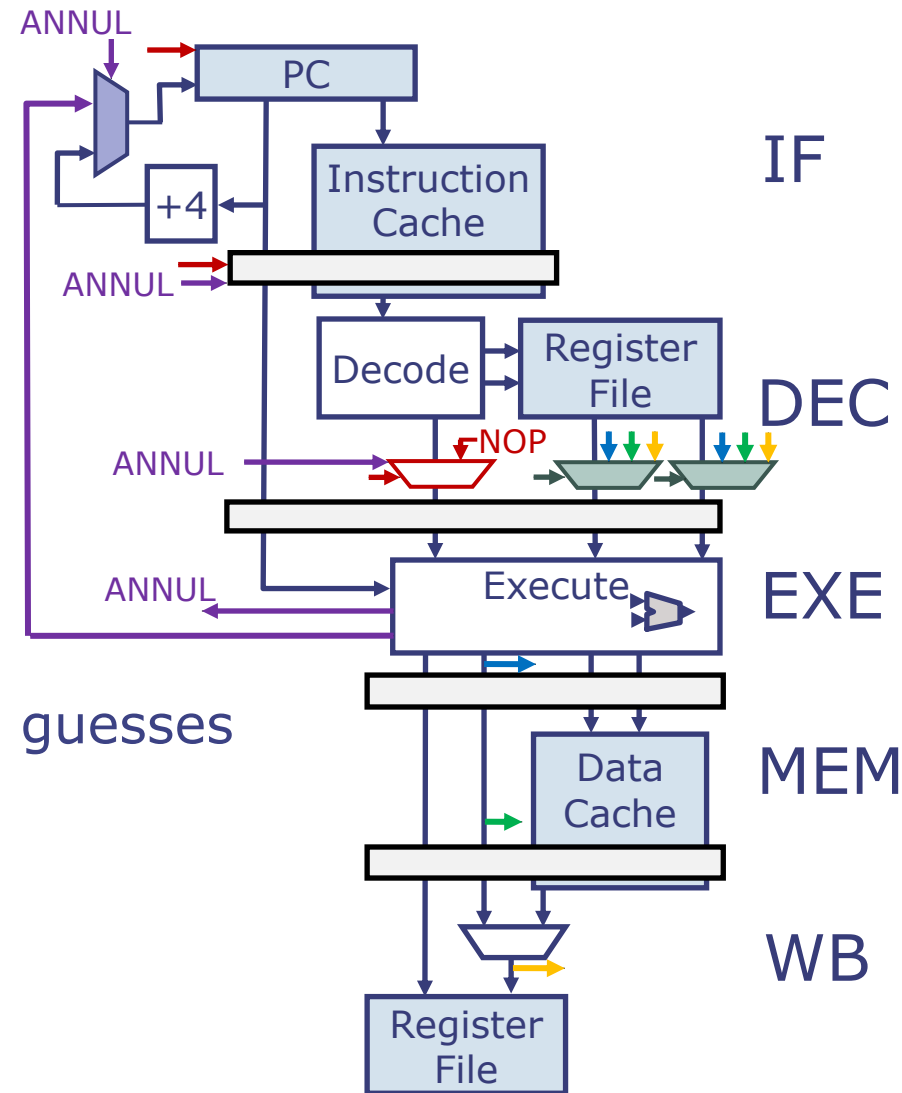 ANNUL
PC
IF
Instruction
Cache
+4
ANNUL
Decode
Register
File
DEC
NOP
ANNUL
Execute
EXE
ANNUL
guesses
Data
Cache
MEM
WB
Register
File